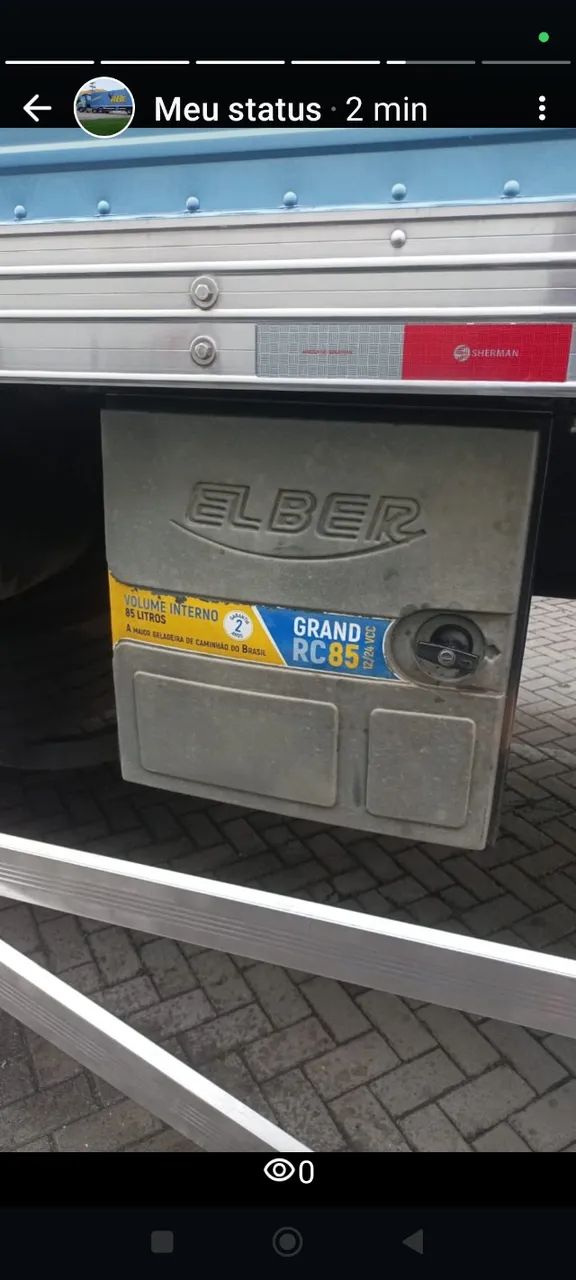 Meu status · 2 min
SHERMAN
ELBER
VOLUME INTERNO
85 LITROS
A MAIOR GELADEIRA DE CAMINHÃO DO BRASIL
GARANTIA
2
ANOS
GRAND
RC85
12/24 VCC
0